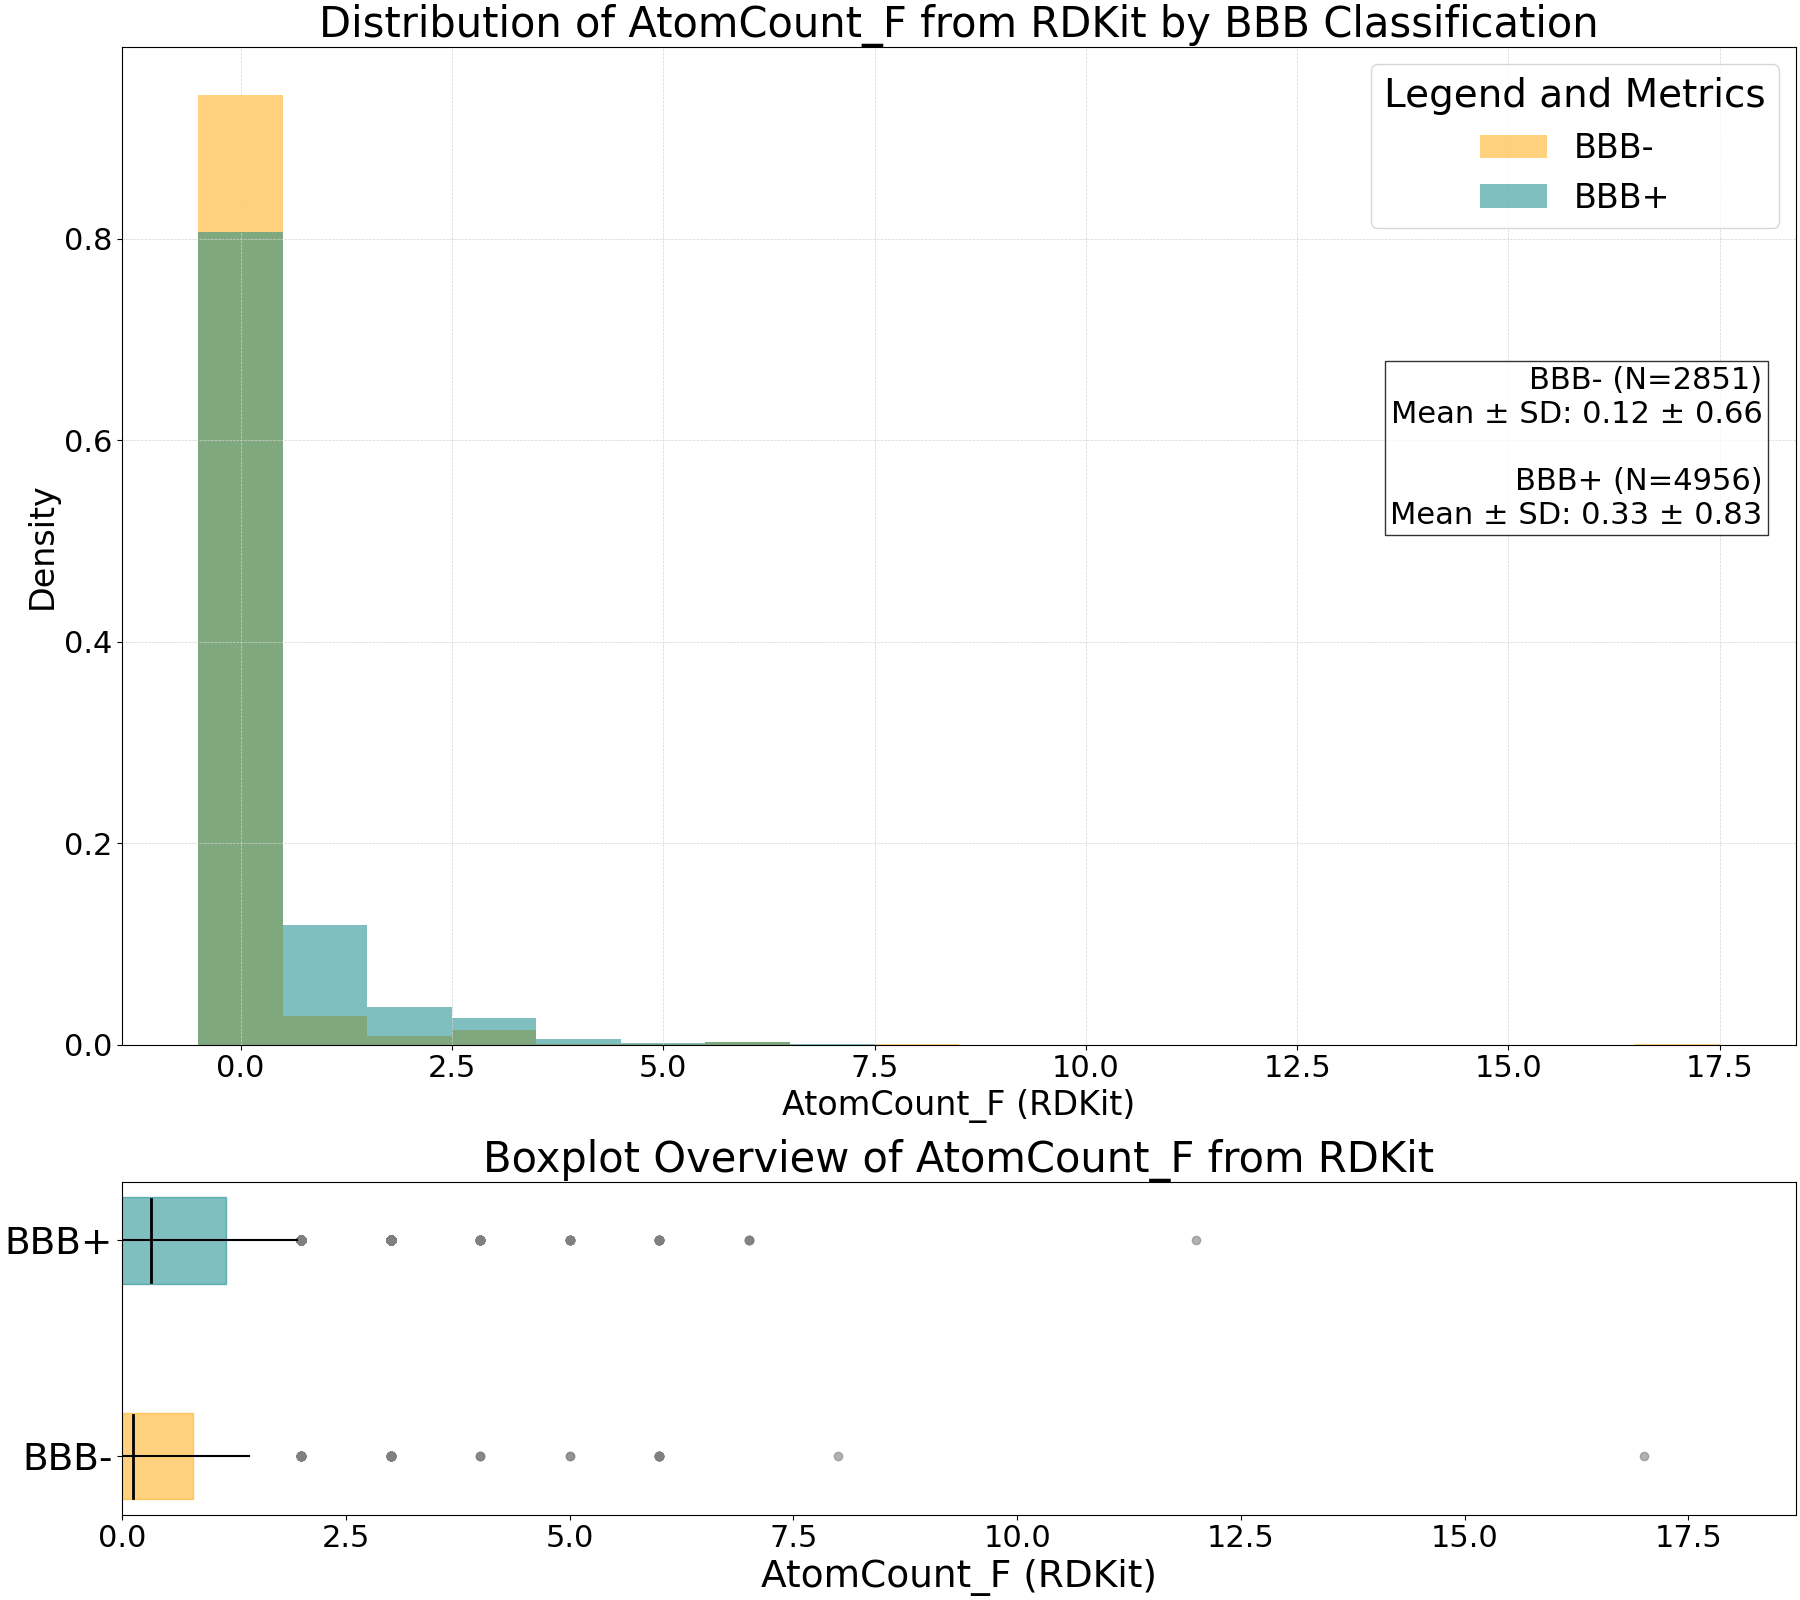 Distribution of AtomCount_F from RDKit by BBB Classification
Legend and Metrics
BBB-
BBB+
BBB- (N=2851)
Mean ± SD: 0.12 ± 0.66
BBB+ (N=4956)
Mean ± SD: 0.33 ± 0.83
Density
0.8
0.6
0.4
0.2
0.0
0.0 2.5 5.0 7.5 10.0 12.5 15.0 17.5
AtomCount_F (RDKit)
Boxplot Overview of AtomCount_F from RDKit
BBB+
BBB-
0.0 2.5 5.0 7.5 10.0 12.5 15.0 17.5
AtomCount_F (RDKit)